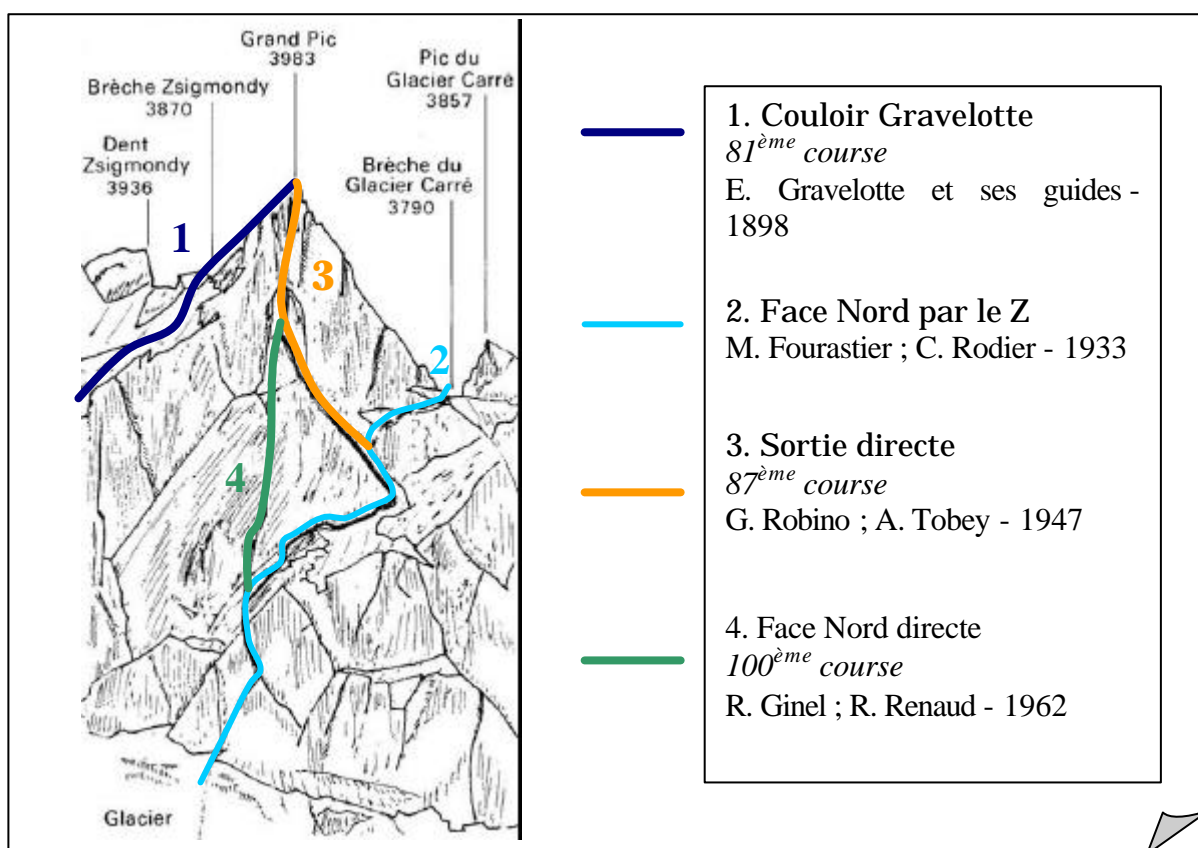 Grand Pic
3983
Pic du
Glacier Carré
3857
Brèche Zsigmondy
3870
Dent
Zsigmondy
3936
Brèche du
Glacier Carré
3790
1
3
2
4
Glacier
1. Couloir Gravelotte
81ème course
E. Gravelotte et ses guides -
1898
2. Face Nord par le Z
M. Fourastier ; C. Rodier - 1933
3. Sortie directe
87ème course
G. Robino ; A. Tobey - 1947
4. Face Nord directe
100ème course
R. Ginel ; R. Renaud - 1962